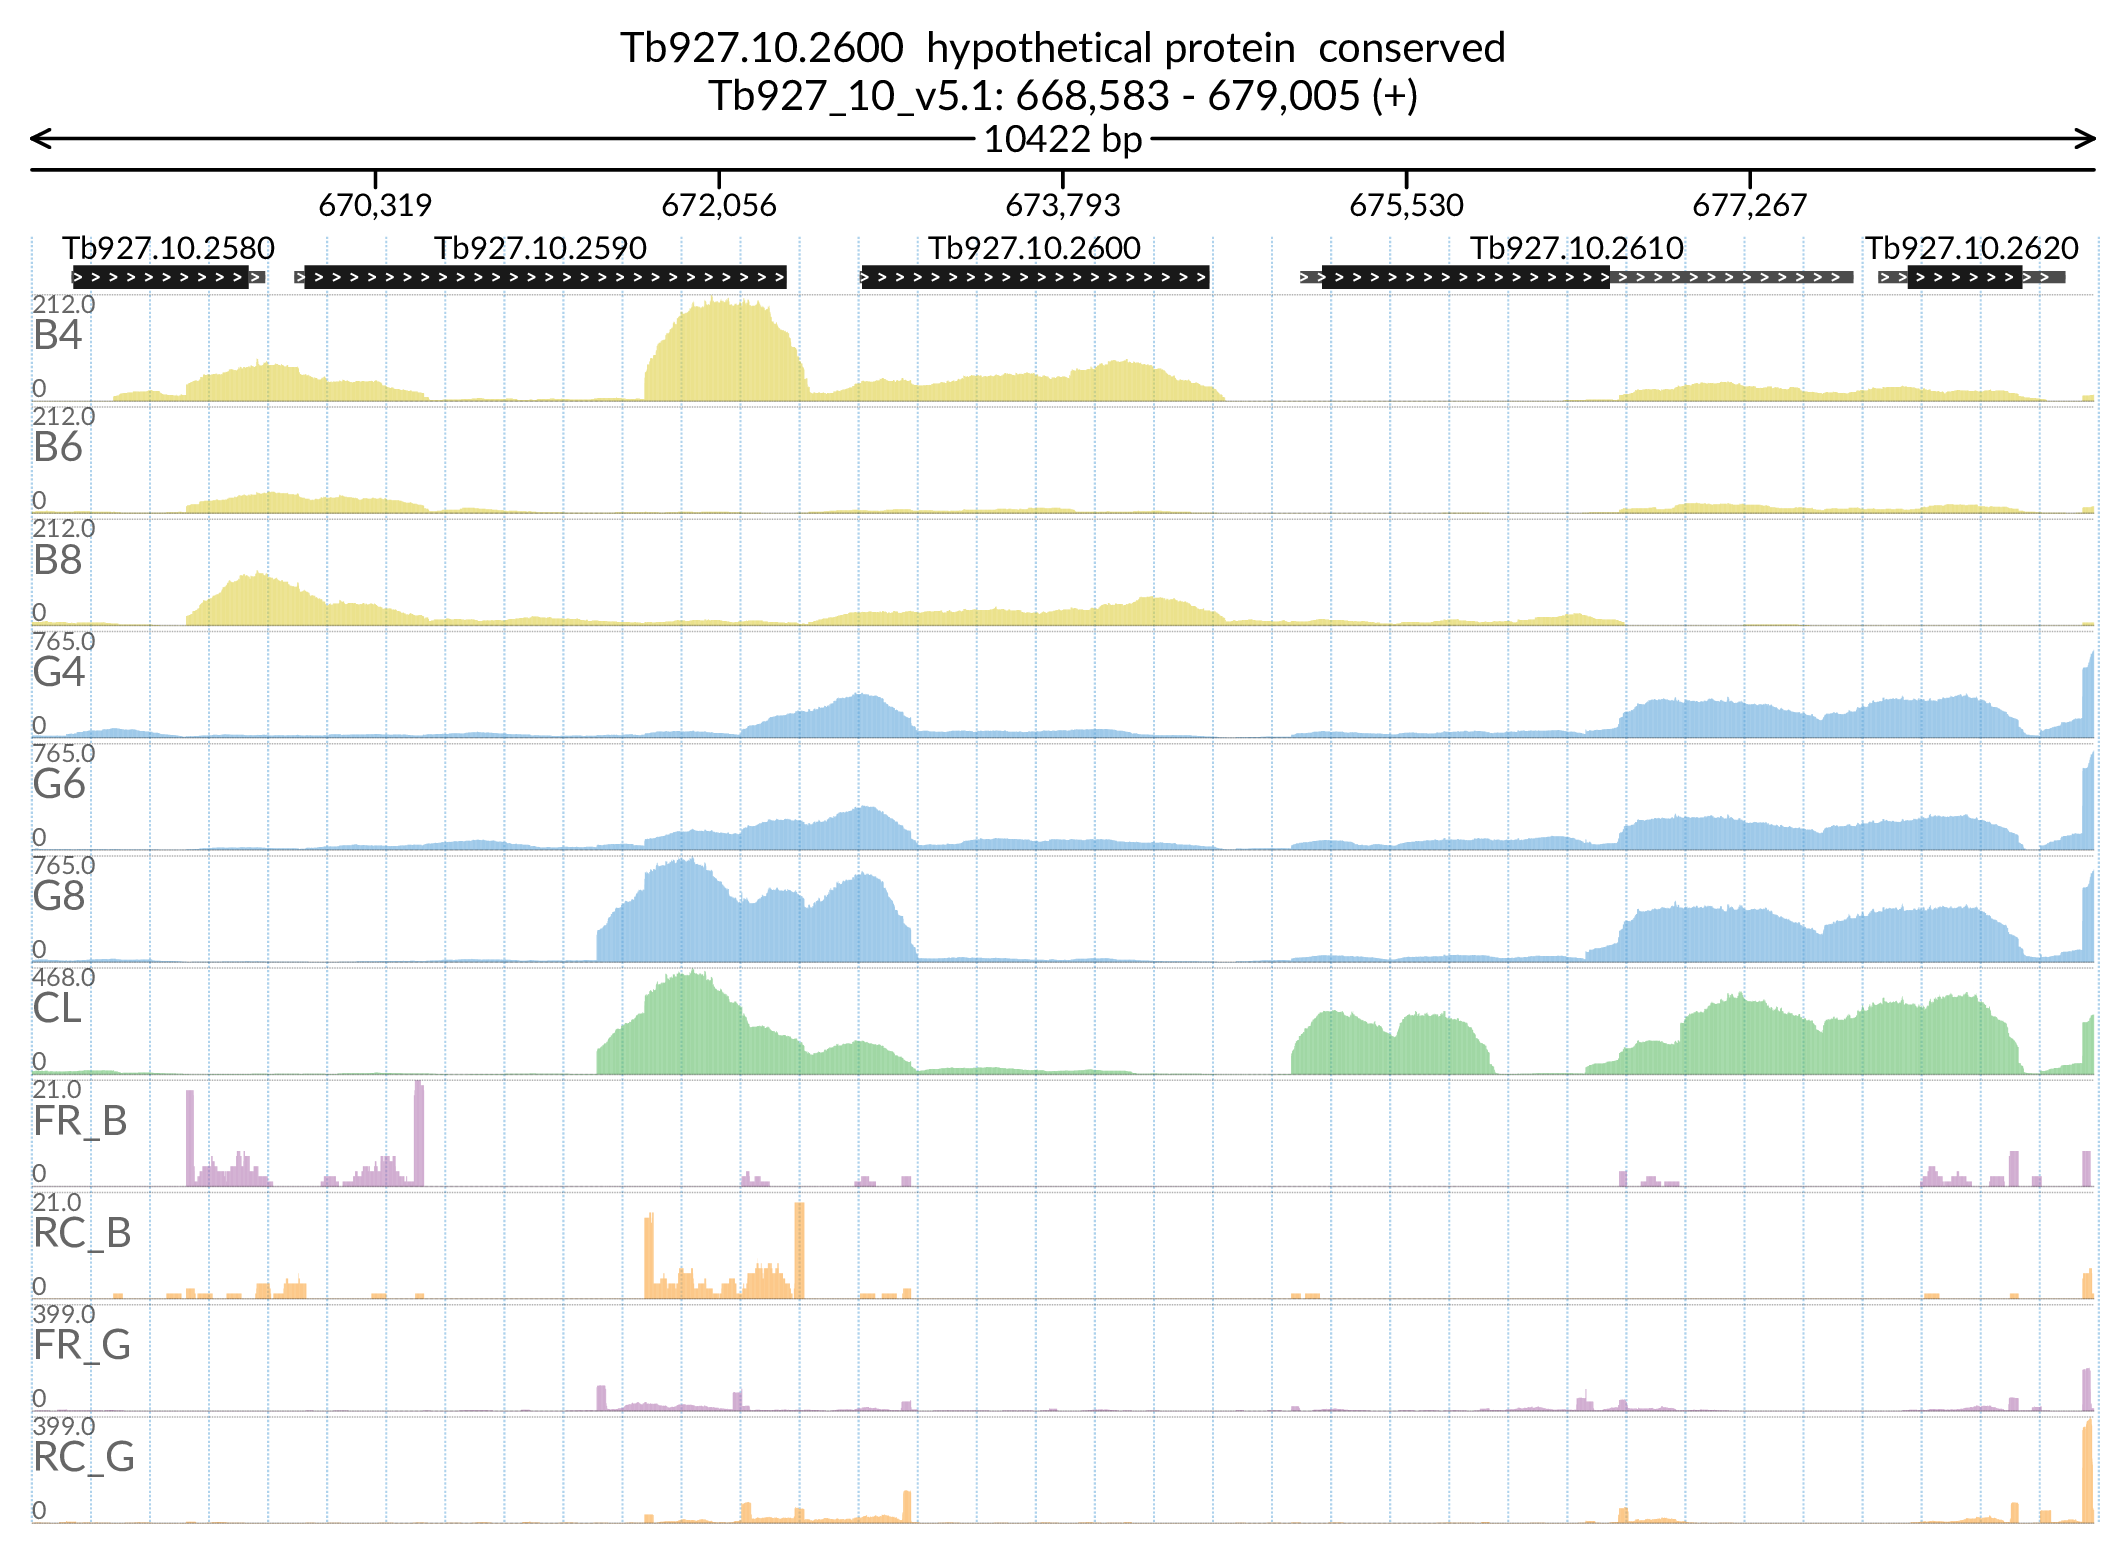 Tb927.10.2600  hypothetical protein  conserved
Tb927_10_v5.1: 668,583 - 679,005 (+)
10422 bp
670,319 672,056 673,793 675,530 677,267
Tb927.10.2580 Tb927.10.2590 Tb927.10.2600 Tb927.10.2610 Tb927.10.2620
212.0
B4
0
212.0
B6
0
212.0
B8
0
765.0
G4
0
765.0
G6
0
765.0
G8
0
468.0
CL
0
21.0
FR_B
0
21.0
RC_B
0
399.0
FR_G
0
399.0
RC_G
0